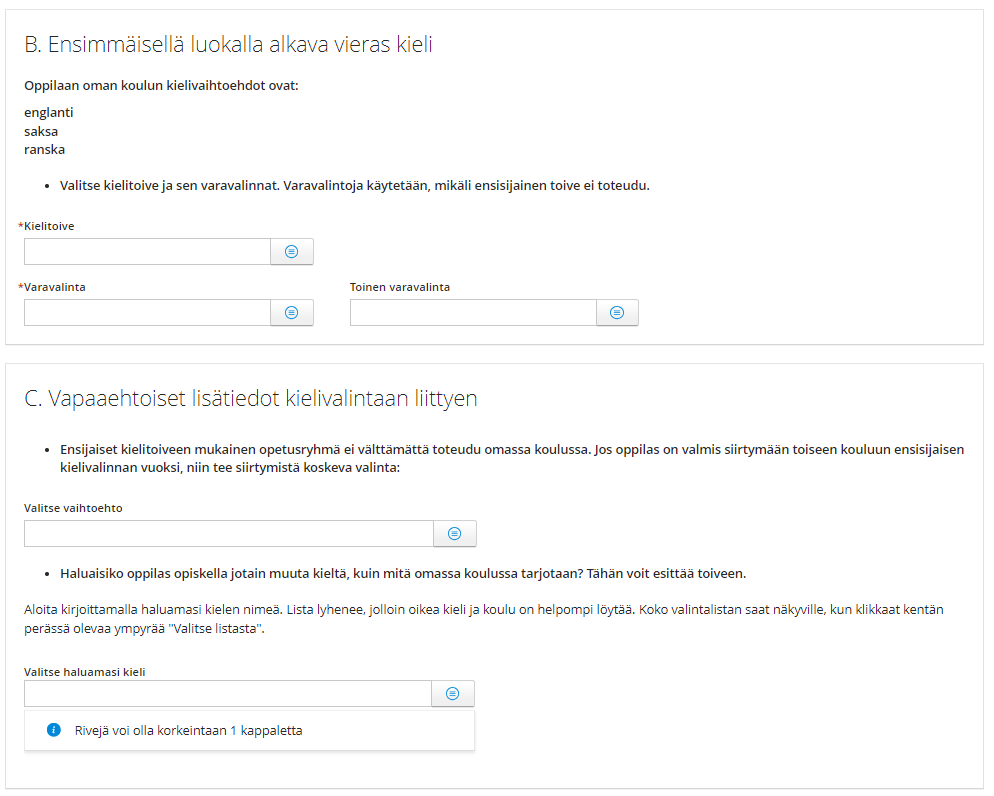 B. Ensimmäisellä luokalla alkava vieras kieli
Oppilaan oman koulun kielivaihtoehdot ovat:
englanti
saksa
ranska
• Valitse kielitoive ja sen varavalinnat. Varavalintoja käytetään, mikäli ensisijainen toive ei toteudu.
*Kielitoive
*Varavalinta
Toinen varavalinta
C. Vapaaehtoiset lisätiedot kielivalintaan liittyen
• Ensijaiset kielitoiveen mukainen opetusryhmä ei välttämättä toteudu omassa koulussa. Jos oppilas on valmis siirtymään toiseen kouluun ensisijaisen
kielivalinnan vuoksi, niin tee siirtymistä koskeva valinta:
Valitse vaihtoehto
• Haluaisiko oppilas opiskella jotain muuta kieltä, kuin mitä omassa koulussa tarjotaan? Tähän voit esittää toiveen.
Aloita kirjoittamalla haluamasi kielen nimeä. Lista lyhenee, jolloin oikea kieli ja koulu on helpompi löytää. Koko valintalistan saat näkyville, kun klikkaat kentän
perässä olevaa ympyrää "Valitse listasta".
Valitse haluamasi kieli
Rivejä voi olla korkeintaan 1 kappaletta